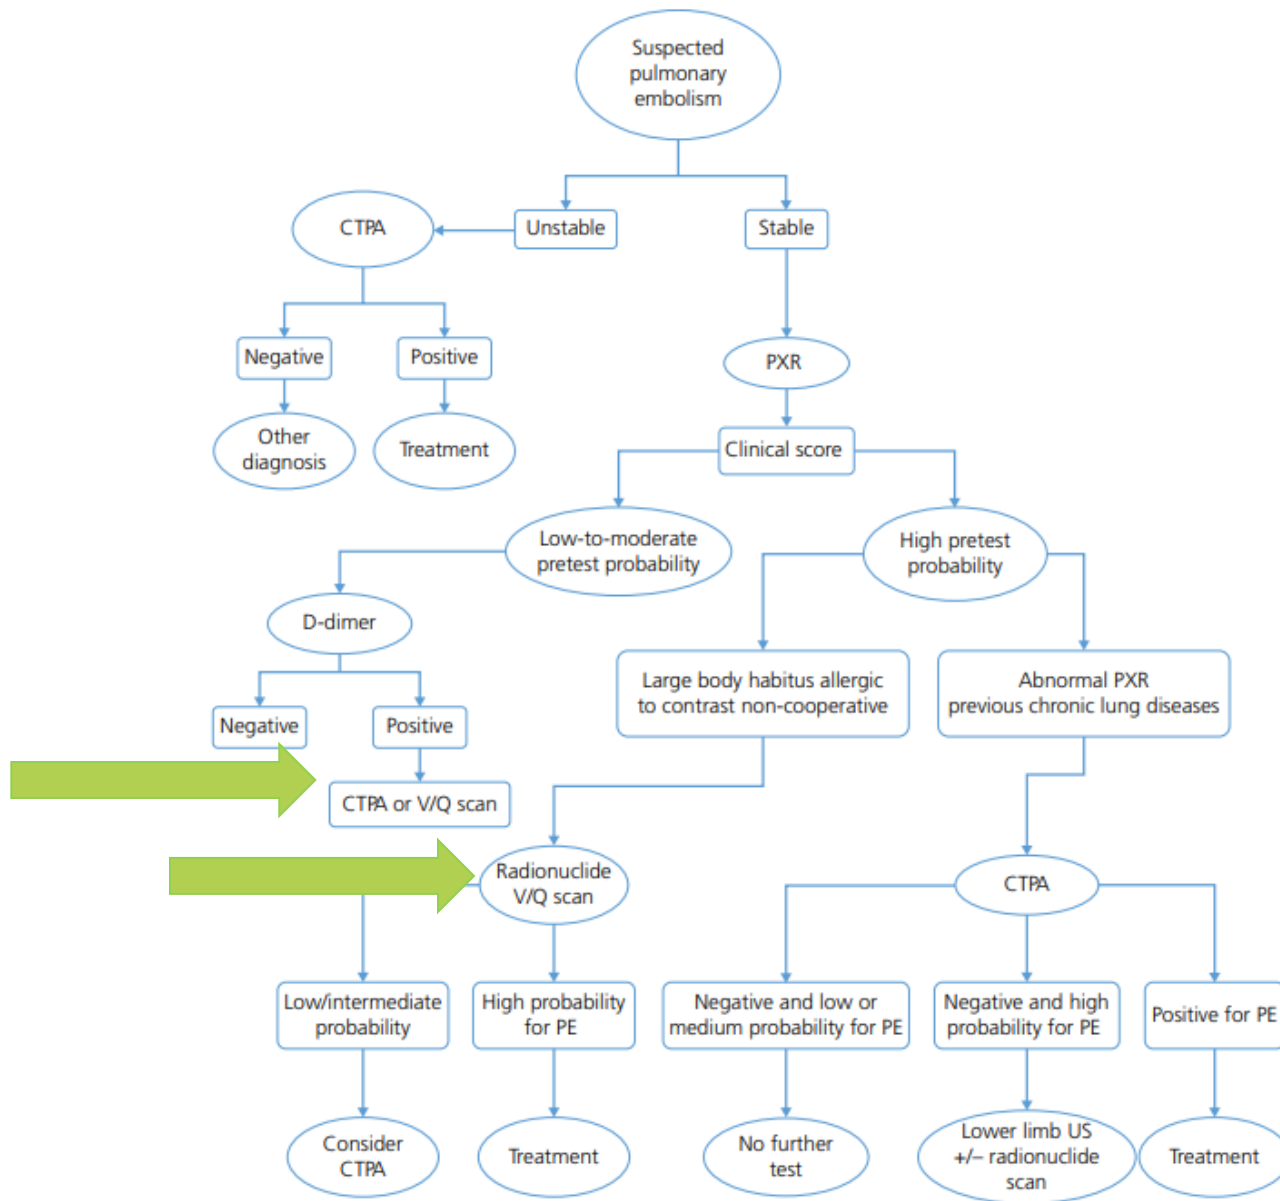 Suspected
pulmonary
embolism
CTPA
Unstable
Stable
Negative
Positive
PXR
Other
diagnosis
Treatment
Clinical score
Low-to-moderate
pretest probability
High pretest
probability
D-dimer
Large body habitus allergic
to contrast non-cooperative
Abnormal PXR
previous chronic lung diseases
Negative
Positive
CTPA or V/Q scan
Radionuclide
V/Q scan
CTPA
Low/intermediate
probability
High probability
for PE
Negative and low or
medium probability for PE
Negative and high
probability for PE
Positive for PE
Consider
CTPA
Treatment
No further
test
Lower limb US
+/– radionuclide
scan
Treatment